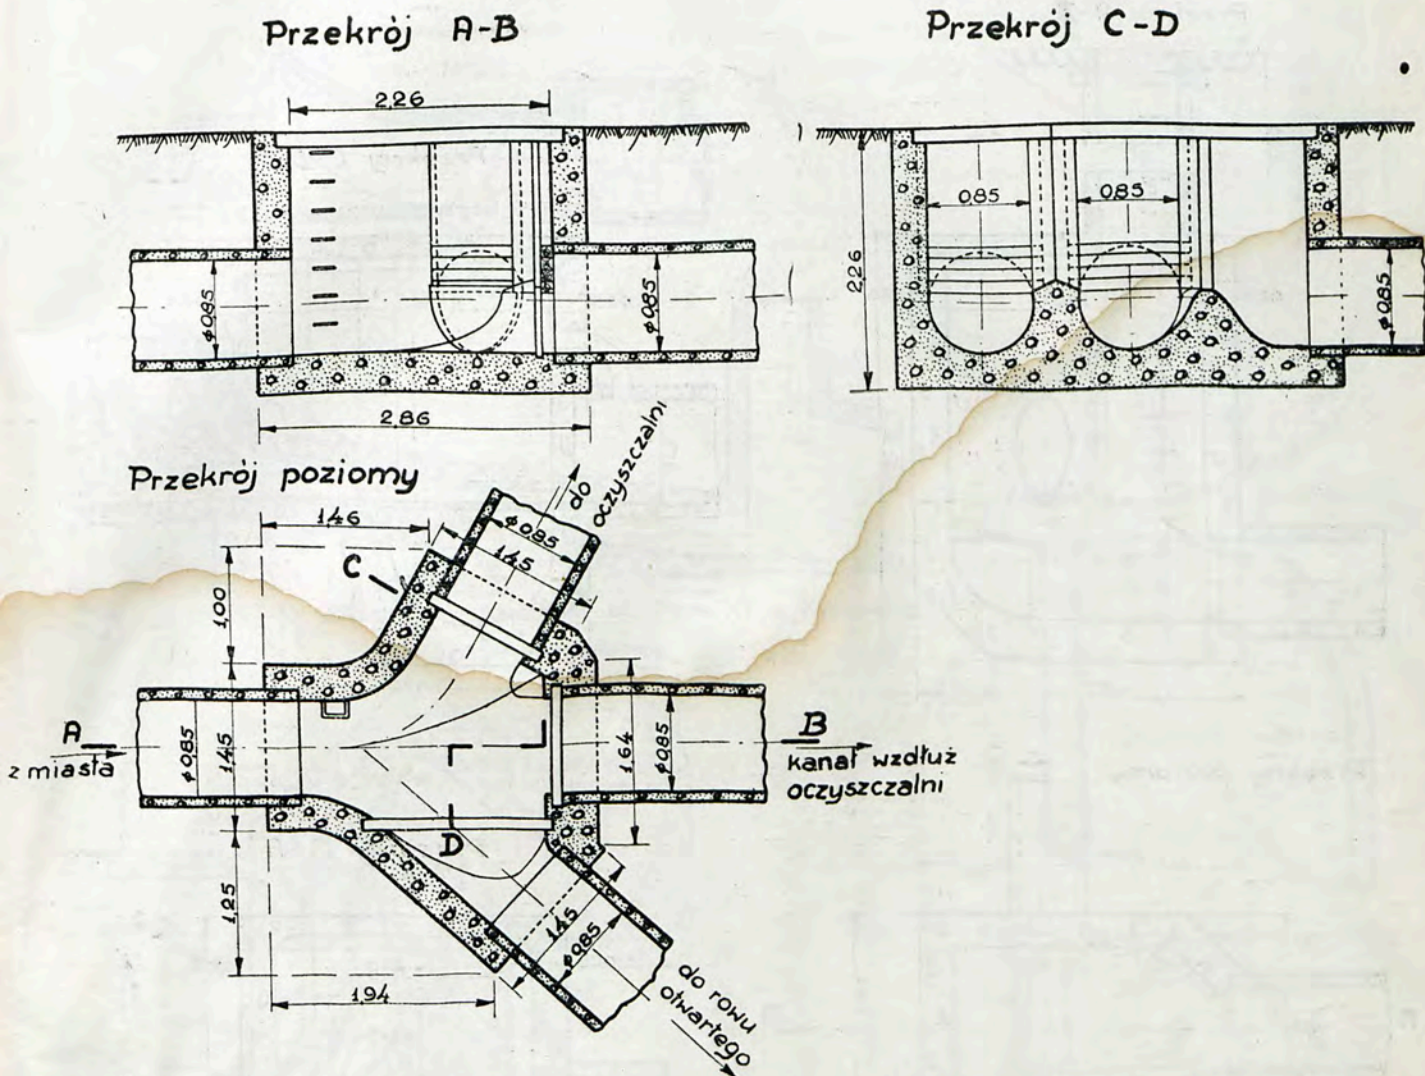 Przekrój A-B
2,26
φ0,85
φ0,85
2,86
Przekrój C-D
0,85
0,85
2,26
φ0,85
Przekrój poziomy
1,46
do
oczyszczalni
φ0,85
1,45
C
1,00
A
z miasta
φ0,85
1,45
1,64
φ0,85
B
kanał wzdłuż
oczyszczalni
D
1,25
1,45
φ0,85
1,94
do rowu
otwartego